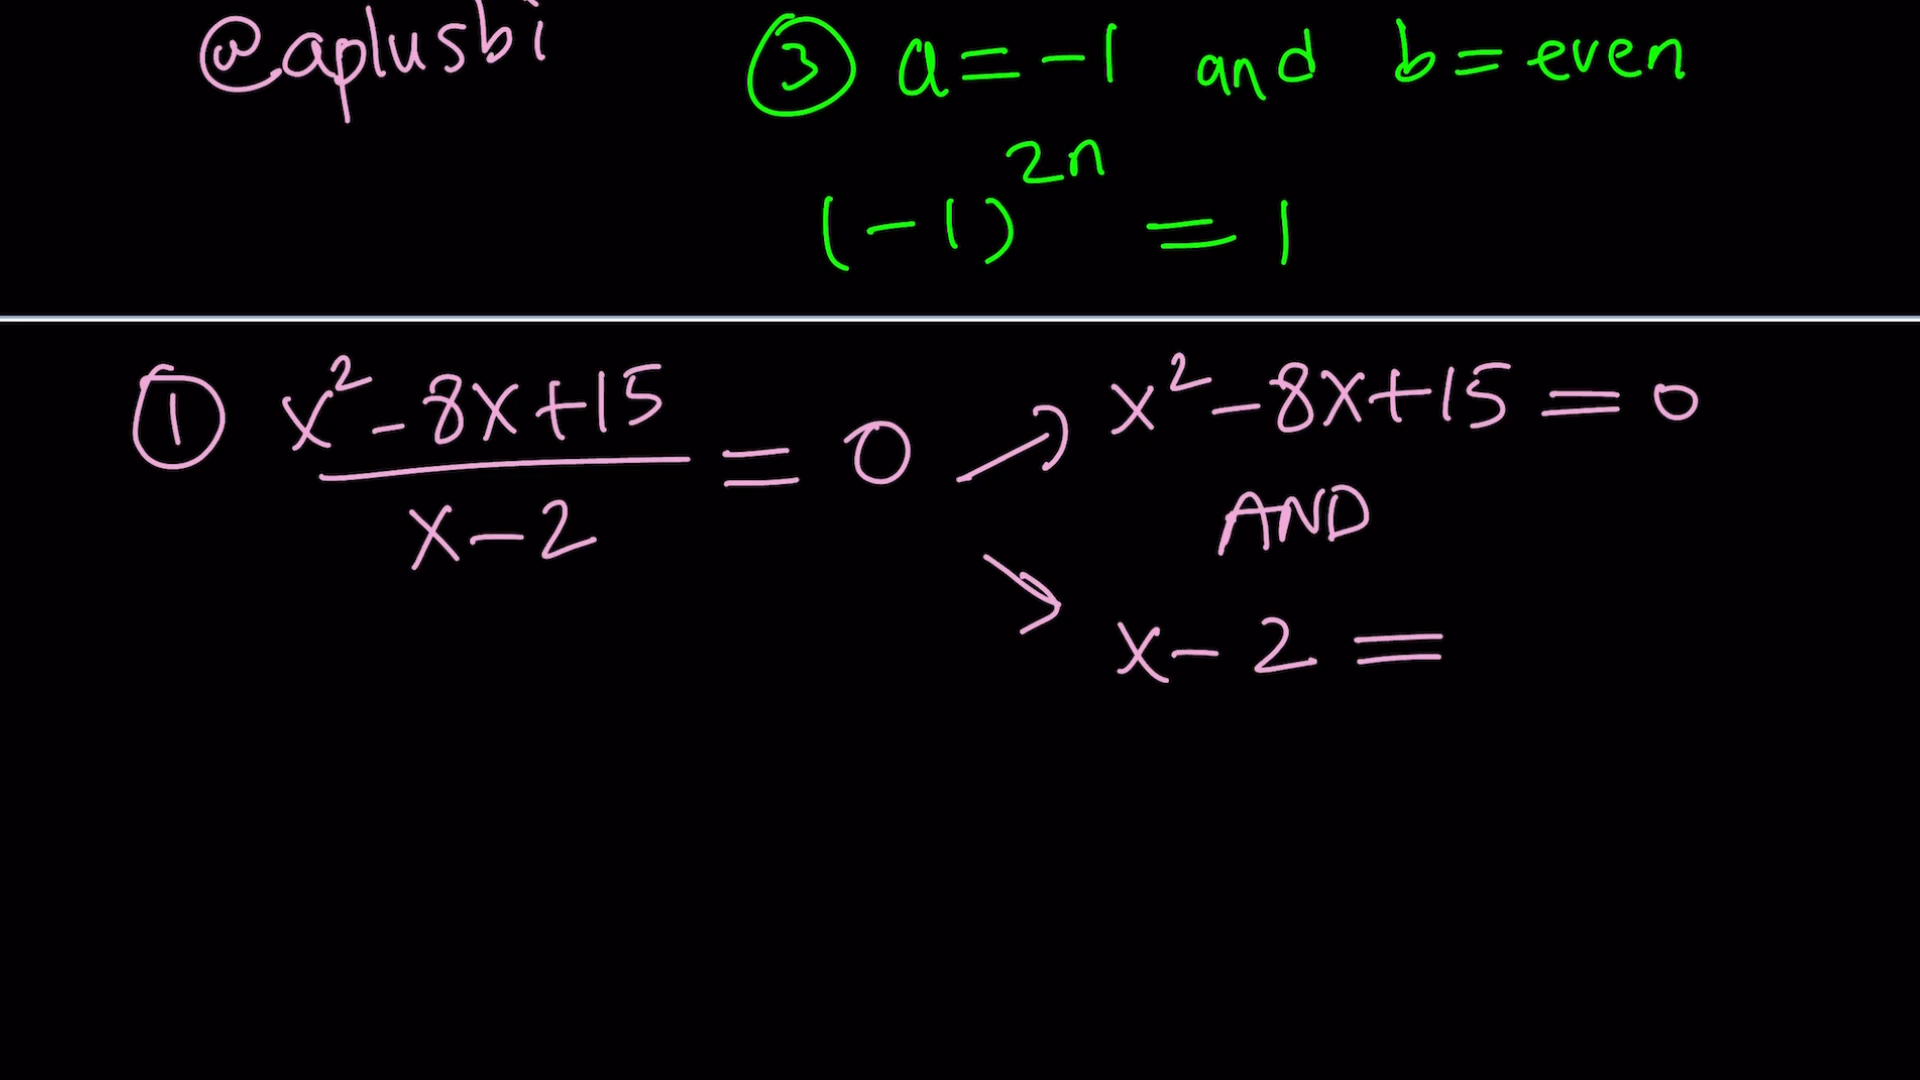 @aplusbi
③ a = -1 and b = even
(-1)^2n = 1
① x² - 8x + 15 / x - 2 = 0 → x² - 8x + 15 = 0
AND
→ x - 2 =